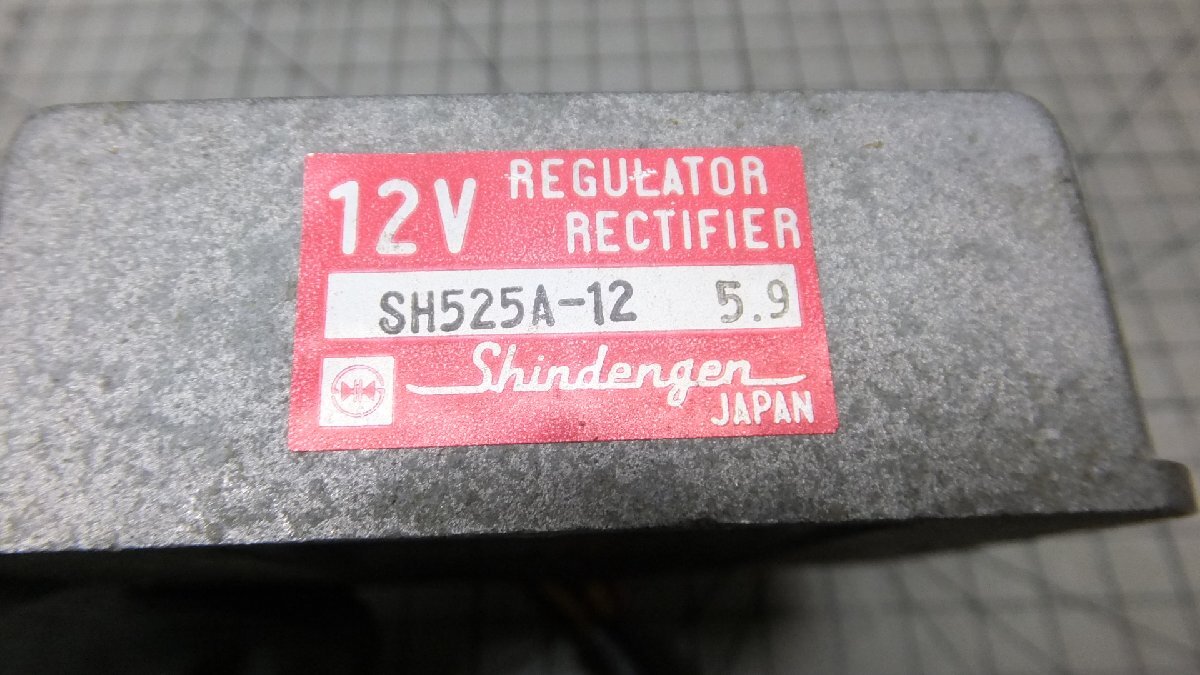 12V REGULATOR
RECTIFIER
SH525A-12 5.9
Shindengen
JAPAN